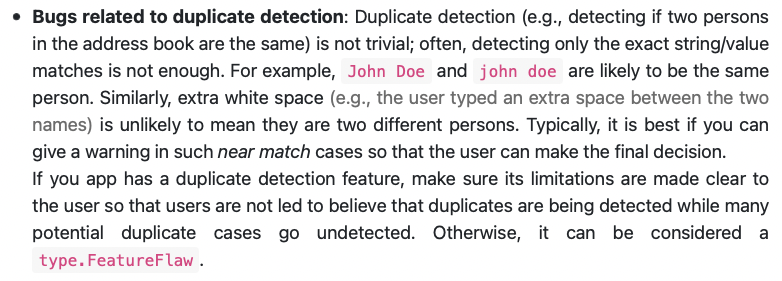 • Bugs related to duplicate detection: Duplicate detection (e.g., detecting if two persons
in the address book are the same) is not trivial; often, detecting only the exact string/value
matches is not enough. For example, John Doe and john doe are likely to be the same
person. Similarly, extra white space (e.g., the user typed an extra space between the two
names) is unlikely to mean they are two different persons. Typically, it is best if you can
give a warning in such near match cases so that the user can make the final decision.
If you app has a duplicate detection feature, make sure its limitations are made clear to
the user so that users are not led to believe that duplicates are being detected while many
potential duplicate cases go undetected. Otherwise, it can be considered a
type.FeatureFlaw.